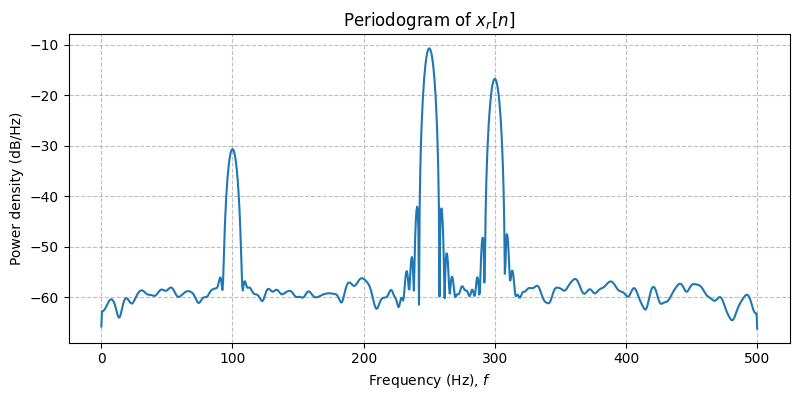 Periodogram of $x_r[n]$
Power density (dB/Hz)
−10
−20
−30
−40
−50
−60
0 100 200 300 400 500
Frequency (Hz), $f$